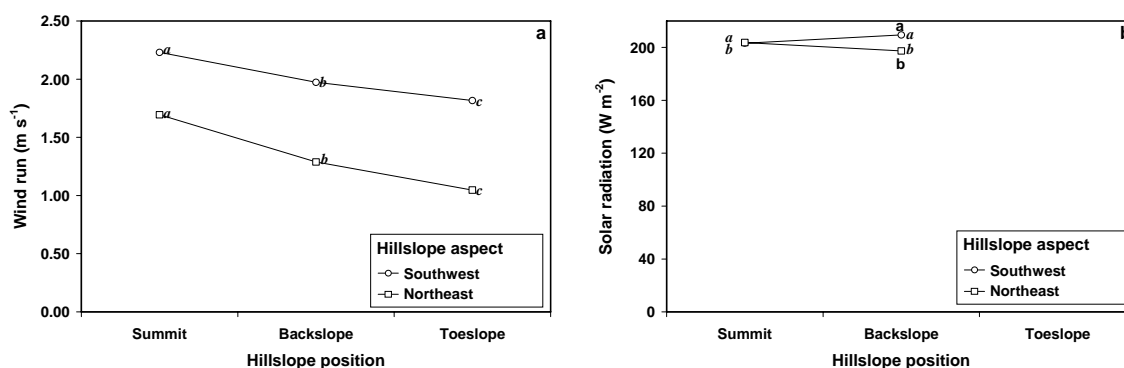 a
2.50
2.00
1.50
1.00
0.50
0.00
Wind run (m s-1)
a
b
c
a
b
c
Hillslope aspect
Southwest
Northeast
Summit Backslope Toeslope
Hillslope position
b
200
160
120
80
40
0
Solar radiation (W m-2)
a
b
a
a
b
b
Hillslope aspect
Southwest
Northeast
Summit Backslope Toeslope
Hillslope position